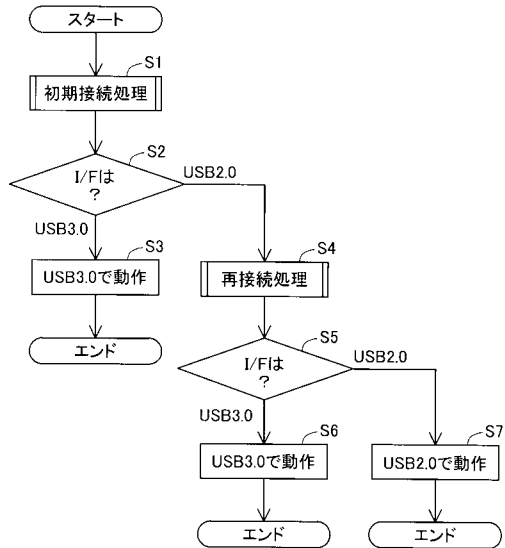 スタート
S1
初期接続処理
S2
I/Fは
?
USB2.0
USB3.0
S3
USB3.0で動作
エンド
S4
再接続処理
S5
I/Fは
?
USB2.0
USB3.0
S6
USB3.0で動作
S7
USB2.0で動作
エンド
エンド